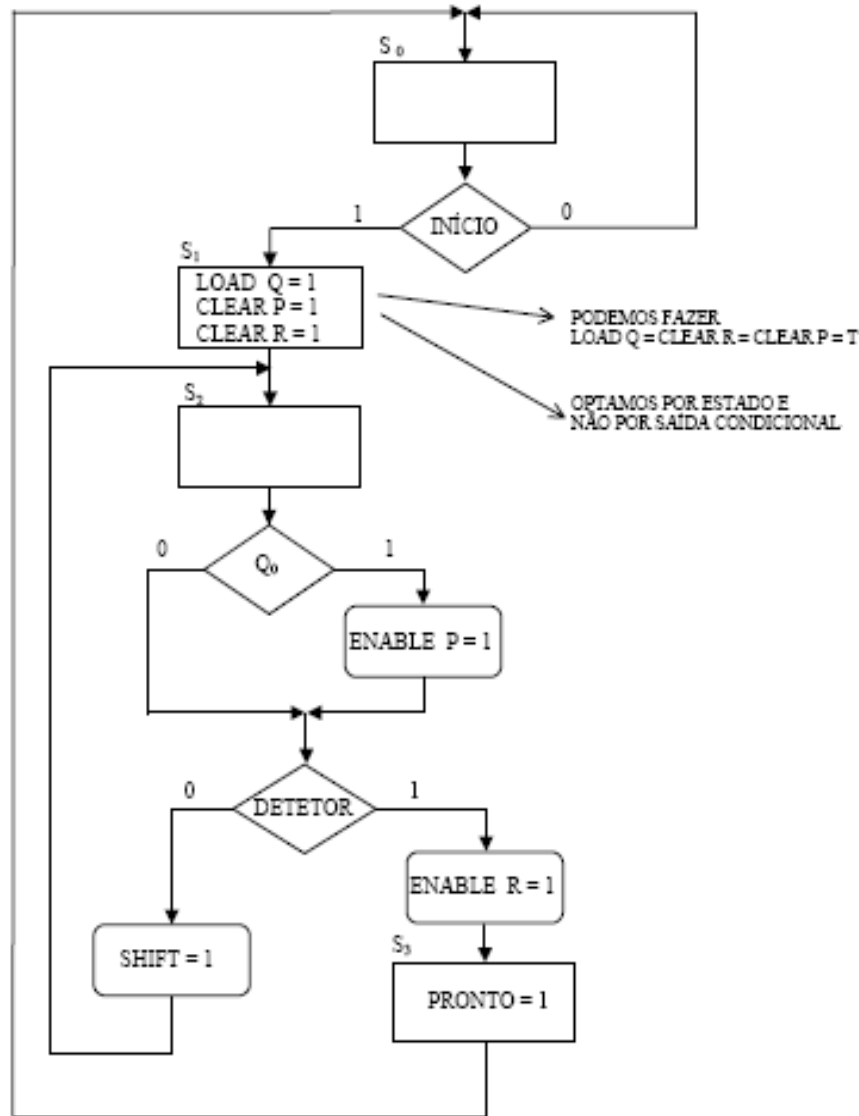 S 0
INÍCIO
1
0
S1
LOAD Q = 1
CLEAR P = 1
CLEAR R = 1
PODEMOS FAZER
LOAD Q = CLEAR R = CLEAR P = T
OPTAMOS POR ESTADO E
NÃO POR SAÍDA CONDICIONAL
S2
0
Q0
1
ENABLE P = 1
0
DETETOR
1
ENABLE R = 1
SHIFT = 1
S3
PRONTO = 1